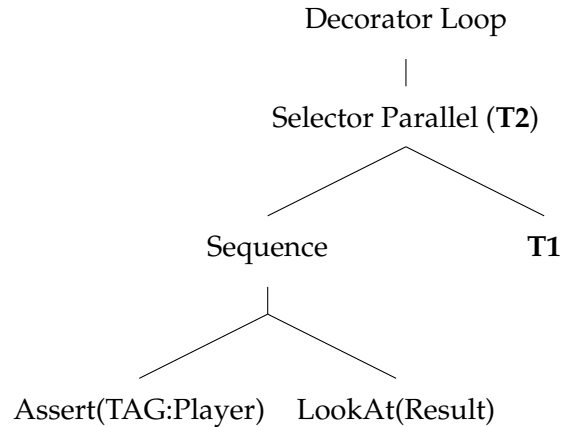 Decorator Loop
Selector Parallel (T2)
Sequence T1
Assert(TAG:Player) LookAt(Result)